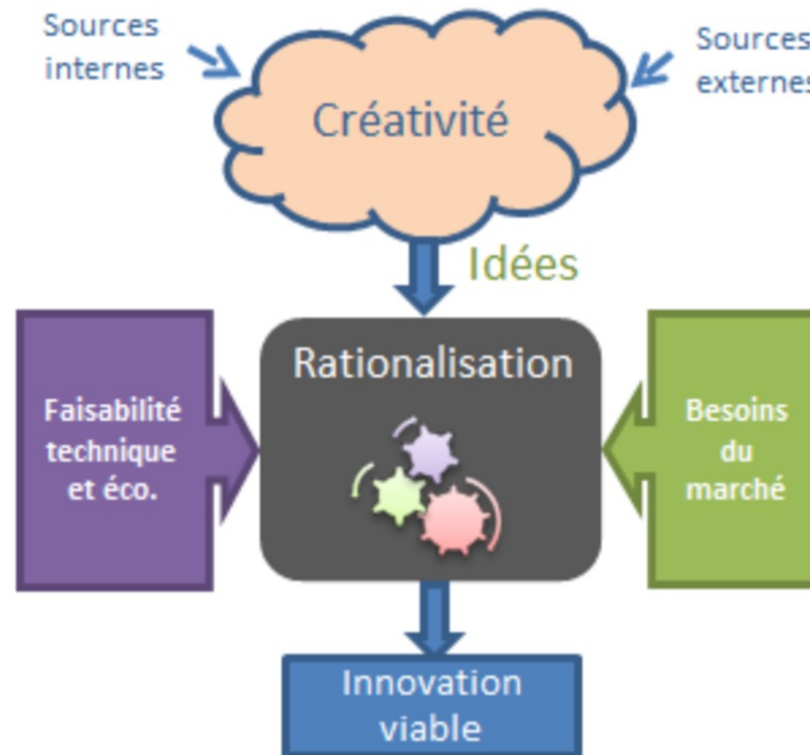 Sources
internes
Sources
externes
Créativité
Idées
Rationalisation
Faisabilité
technique
et éco.
Besoins
du
marché
Innovation
viable